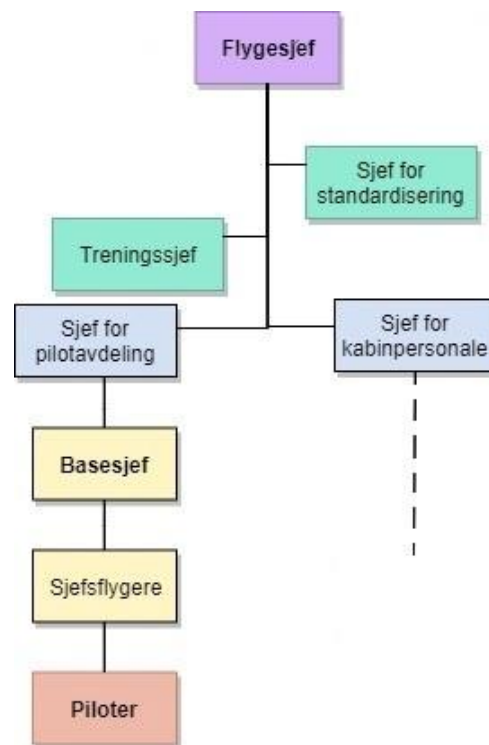 Flygesjef
Sjef for
standardisering
Treningssjef
Sjef for
pilotavdeling
Sjef for
kabinpersonale
Basesjef
Sjefsflygere
Piloter